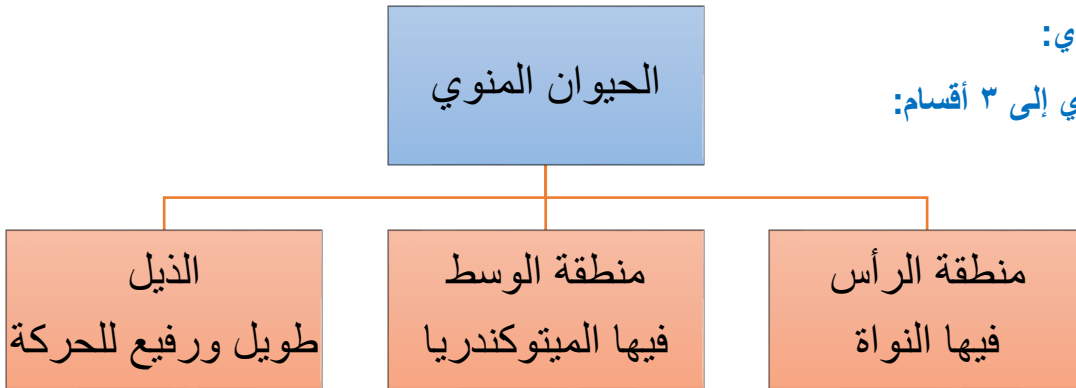 ي:
ي إلى ٣ أقسام:
الحيوان المنوي
منطقة الرأس
فيها النواة
منطقة الوسط
فيها الميتوكندريا
الذيل
طويل ورفيع للحركة